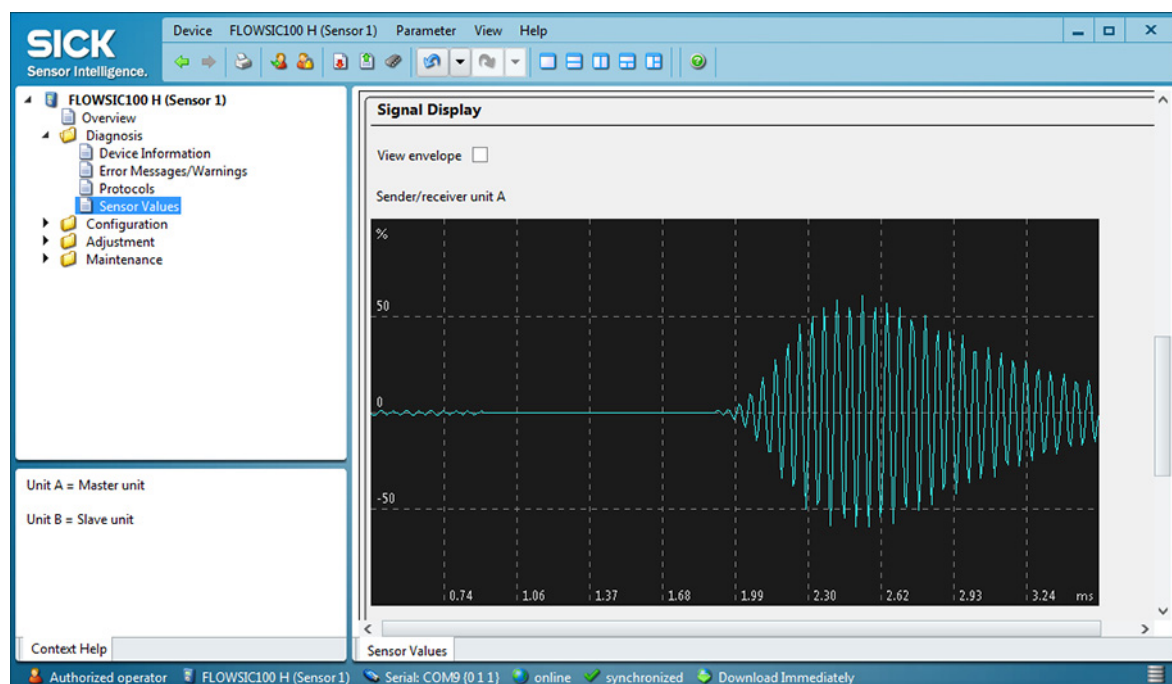 SICK
Sensor Intelligence.
Device FLOWSIC100 H (Sensor 1) Parameter View Help
FLOWSIC100 H (Sensor 1)
Overview
Diagnosis
Device Information
Error Messages/Warnings
Protocols
Sensor Values
Configuration
Adjustment
Maintenance
Unit A = Master unit
Unit B = Slave unit
Context Help
Signal Display
View envelope
Sender/receiver unit A
%
50
0
-50
0.74 1.06 1.37 1.68 1.99 2.30 2.62 2.93 3.24 ms
Sensor Values
Authorized operator FLOWSIC100 H (Sensor 1) Serial: COM9 {0 1 1} online synchronized Download Immediately